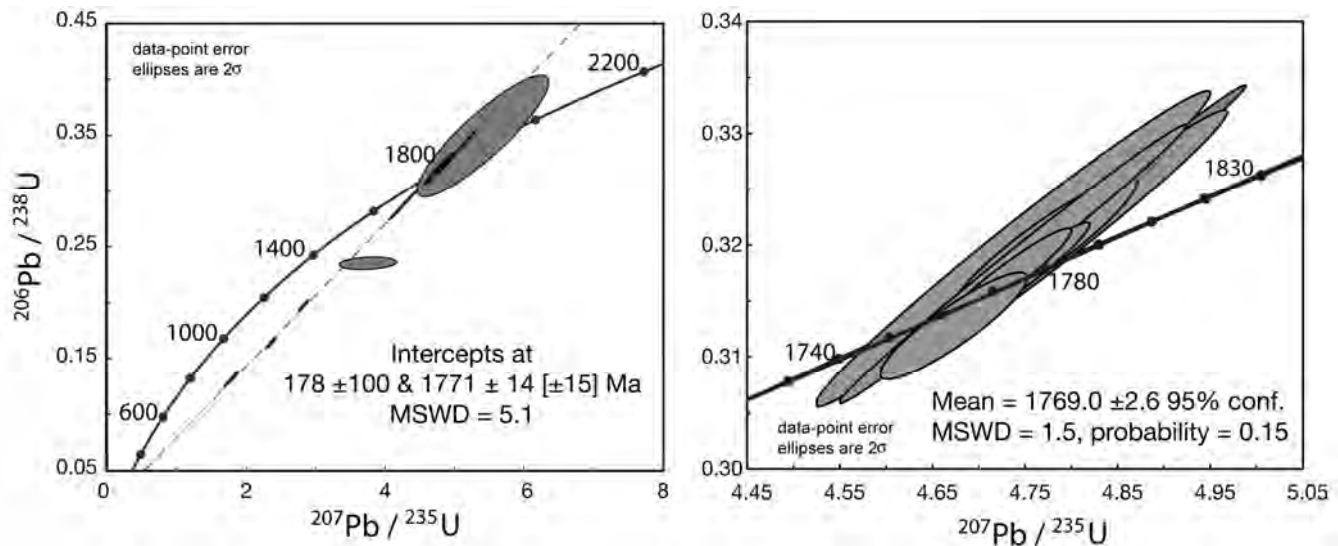 0.45
0.35
0.25
0.15
0.05
0
2
4
6
8
206Pb / 238U
207Pb / 235U
data-point error
ellipses are 2σ
2200
1800
1400
1000
600
Intercepts at
178 ±100 & 1771 ± 14 [±15] Ma
MSWD = 5.1
0.34
0.33
0.32
0.31
0.30
4.45
4.55
4.65
4.75
4.85
4.95
5.05
207Pb / 235U
1830
1780
1740
data-point error
ellipses are 2σ
Mean = 1769.0 ±2.6 95% conf.
MSWD = 1.5, probability = 0.15